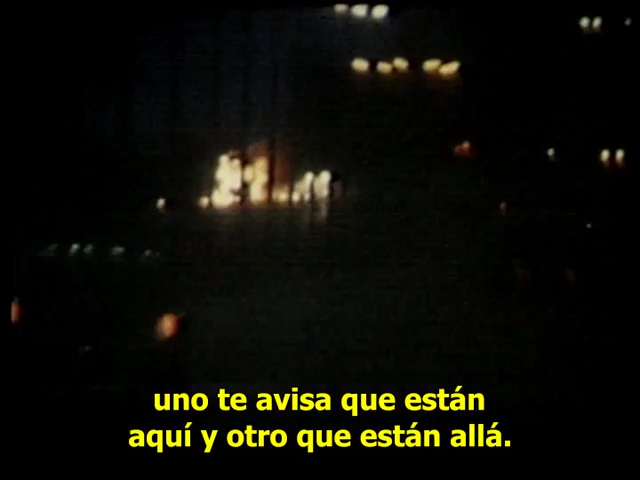 uno te avisa que están
aquí y otro que están allá.